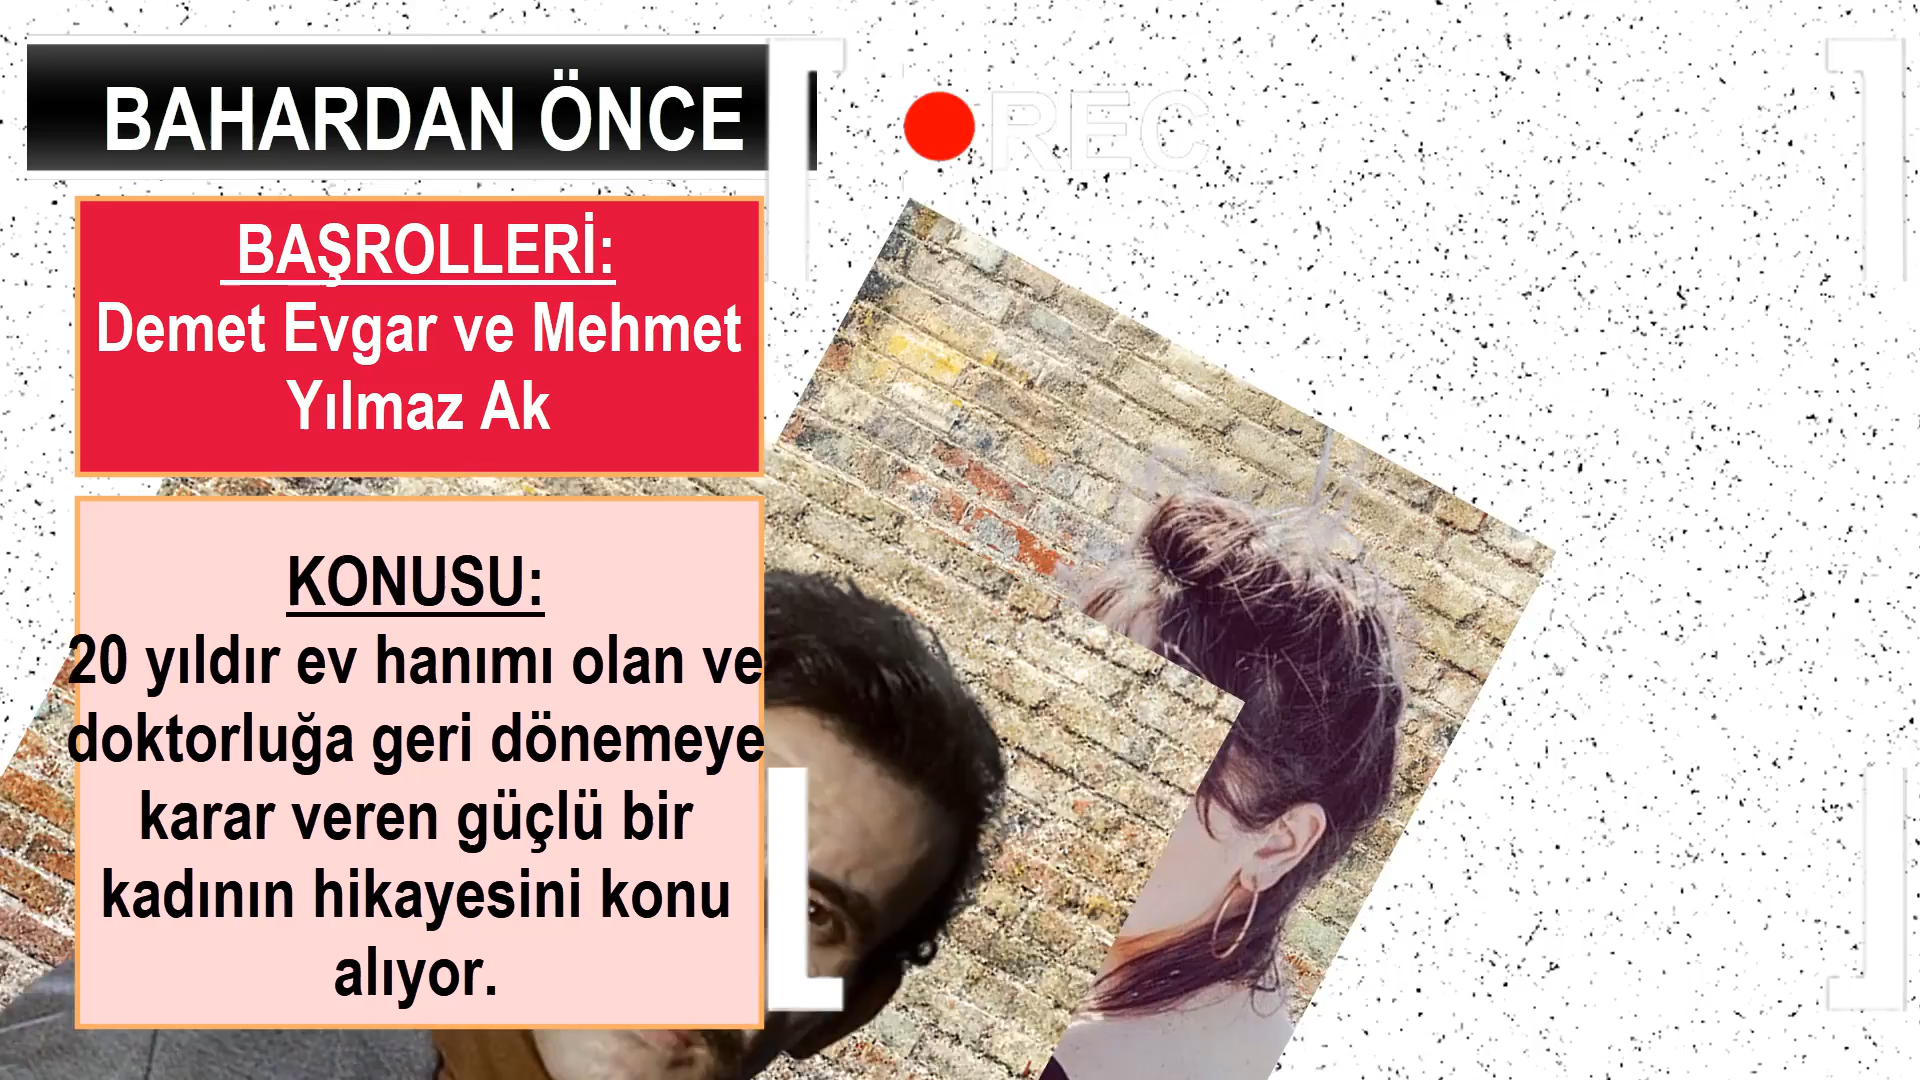 BAHARDAN ÖNCE
REC
BAŞROLLERİ:
Demet Evgar ve Mehmet
Yılmaz Ak
KONUSU:
20 yıldır ev hanımı olan ve
doktorluğa geri dönemeye
karar veren güçlü bir
kadının hikayesini konu
alıyor.